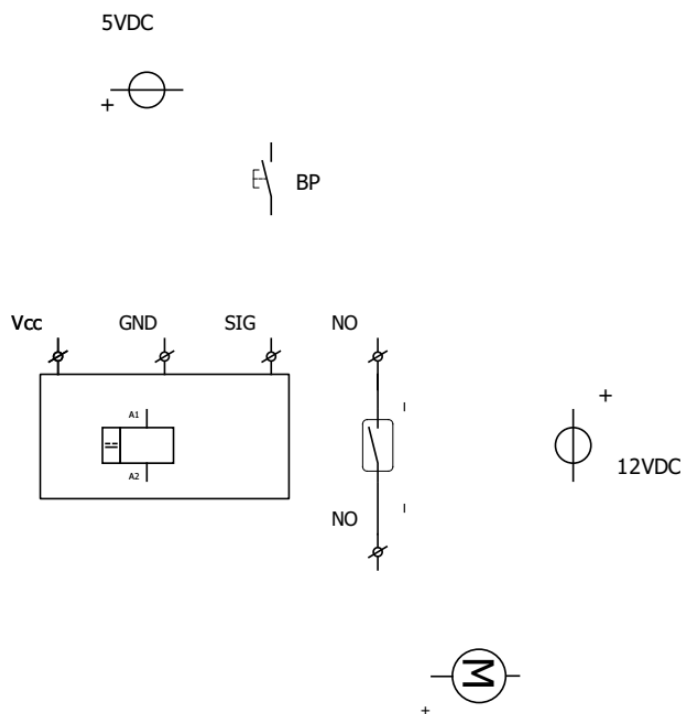 5VDC
+
BP
Vcc GND SIG NO
A1
I
+
12VDC
A2
NO I
M
+